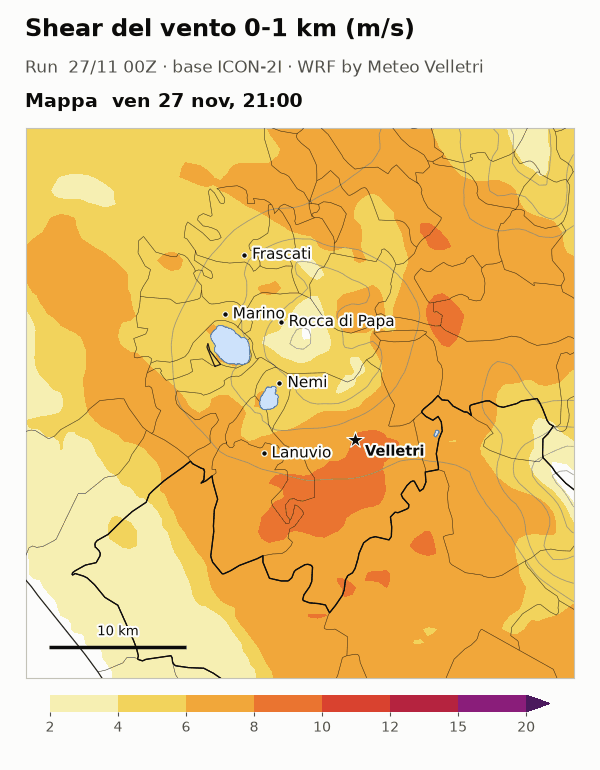 Shear del vento 0-1 km (m/s)
Run  27/11 00Z · base ICON-2I · WRF by Meteo Velletri
Mappa  ven 27 nov, 21:00
Frascati
Marino
Rocca di Papa
Nemi
Velletri
Lanuvio
10 km
2 4 6 8 10 12 15 20